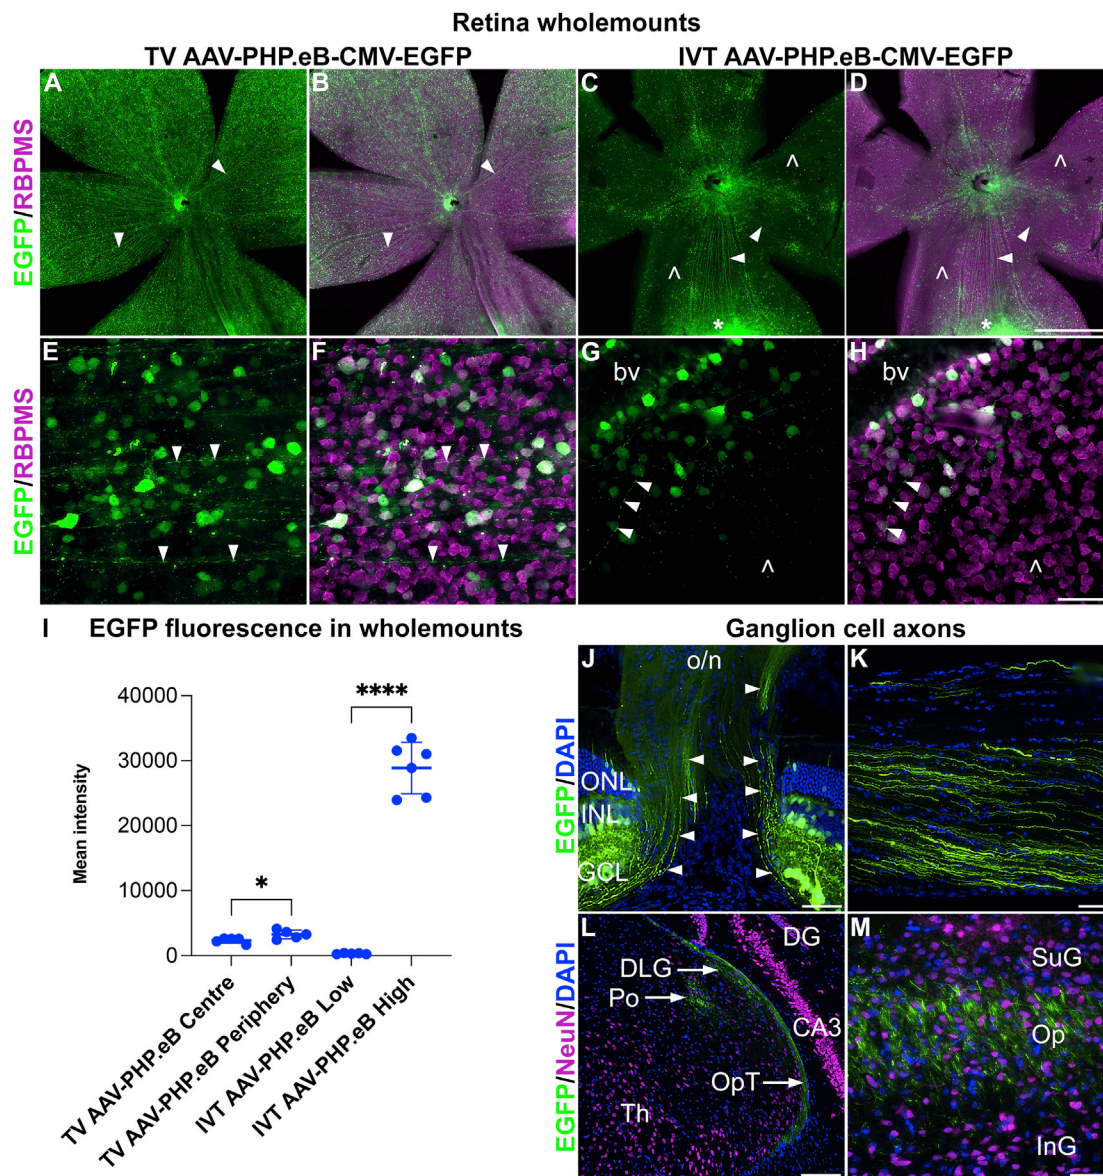 Retina wholemounts
TV AAV-PHP.eB-CMV-EGFP
IVT AAV-PHP.eB-CMV-EGFP
EGFP/RBPMS
A
B
C
^
^
*
D
^
^
*
EGFP/RBPMS
E
F
G
bv
^
H
bv
^
I
EGFP fluorescence in wholemounts
Mean intensity
40000
30000
20000
10000
0
*
****
TV AAV-PHP.eB Centre
TV AAV-PHP.eB Periphery
IVT AAV-PHP.eB Low
IVT AAV-PHP.eB High
Ganglion cell axons
EGFP/DAPI
J
o/n
ONL
INL
GCL
K
EGFP/NeuN/DAPI
L
DG
DLG
Po
CA3
OpT
Th
M
SuG
Op
InG